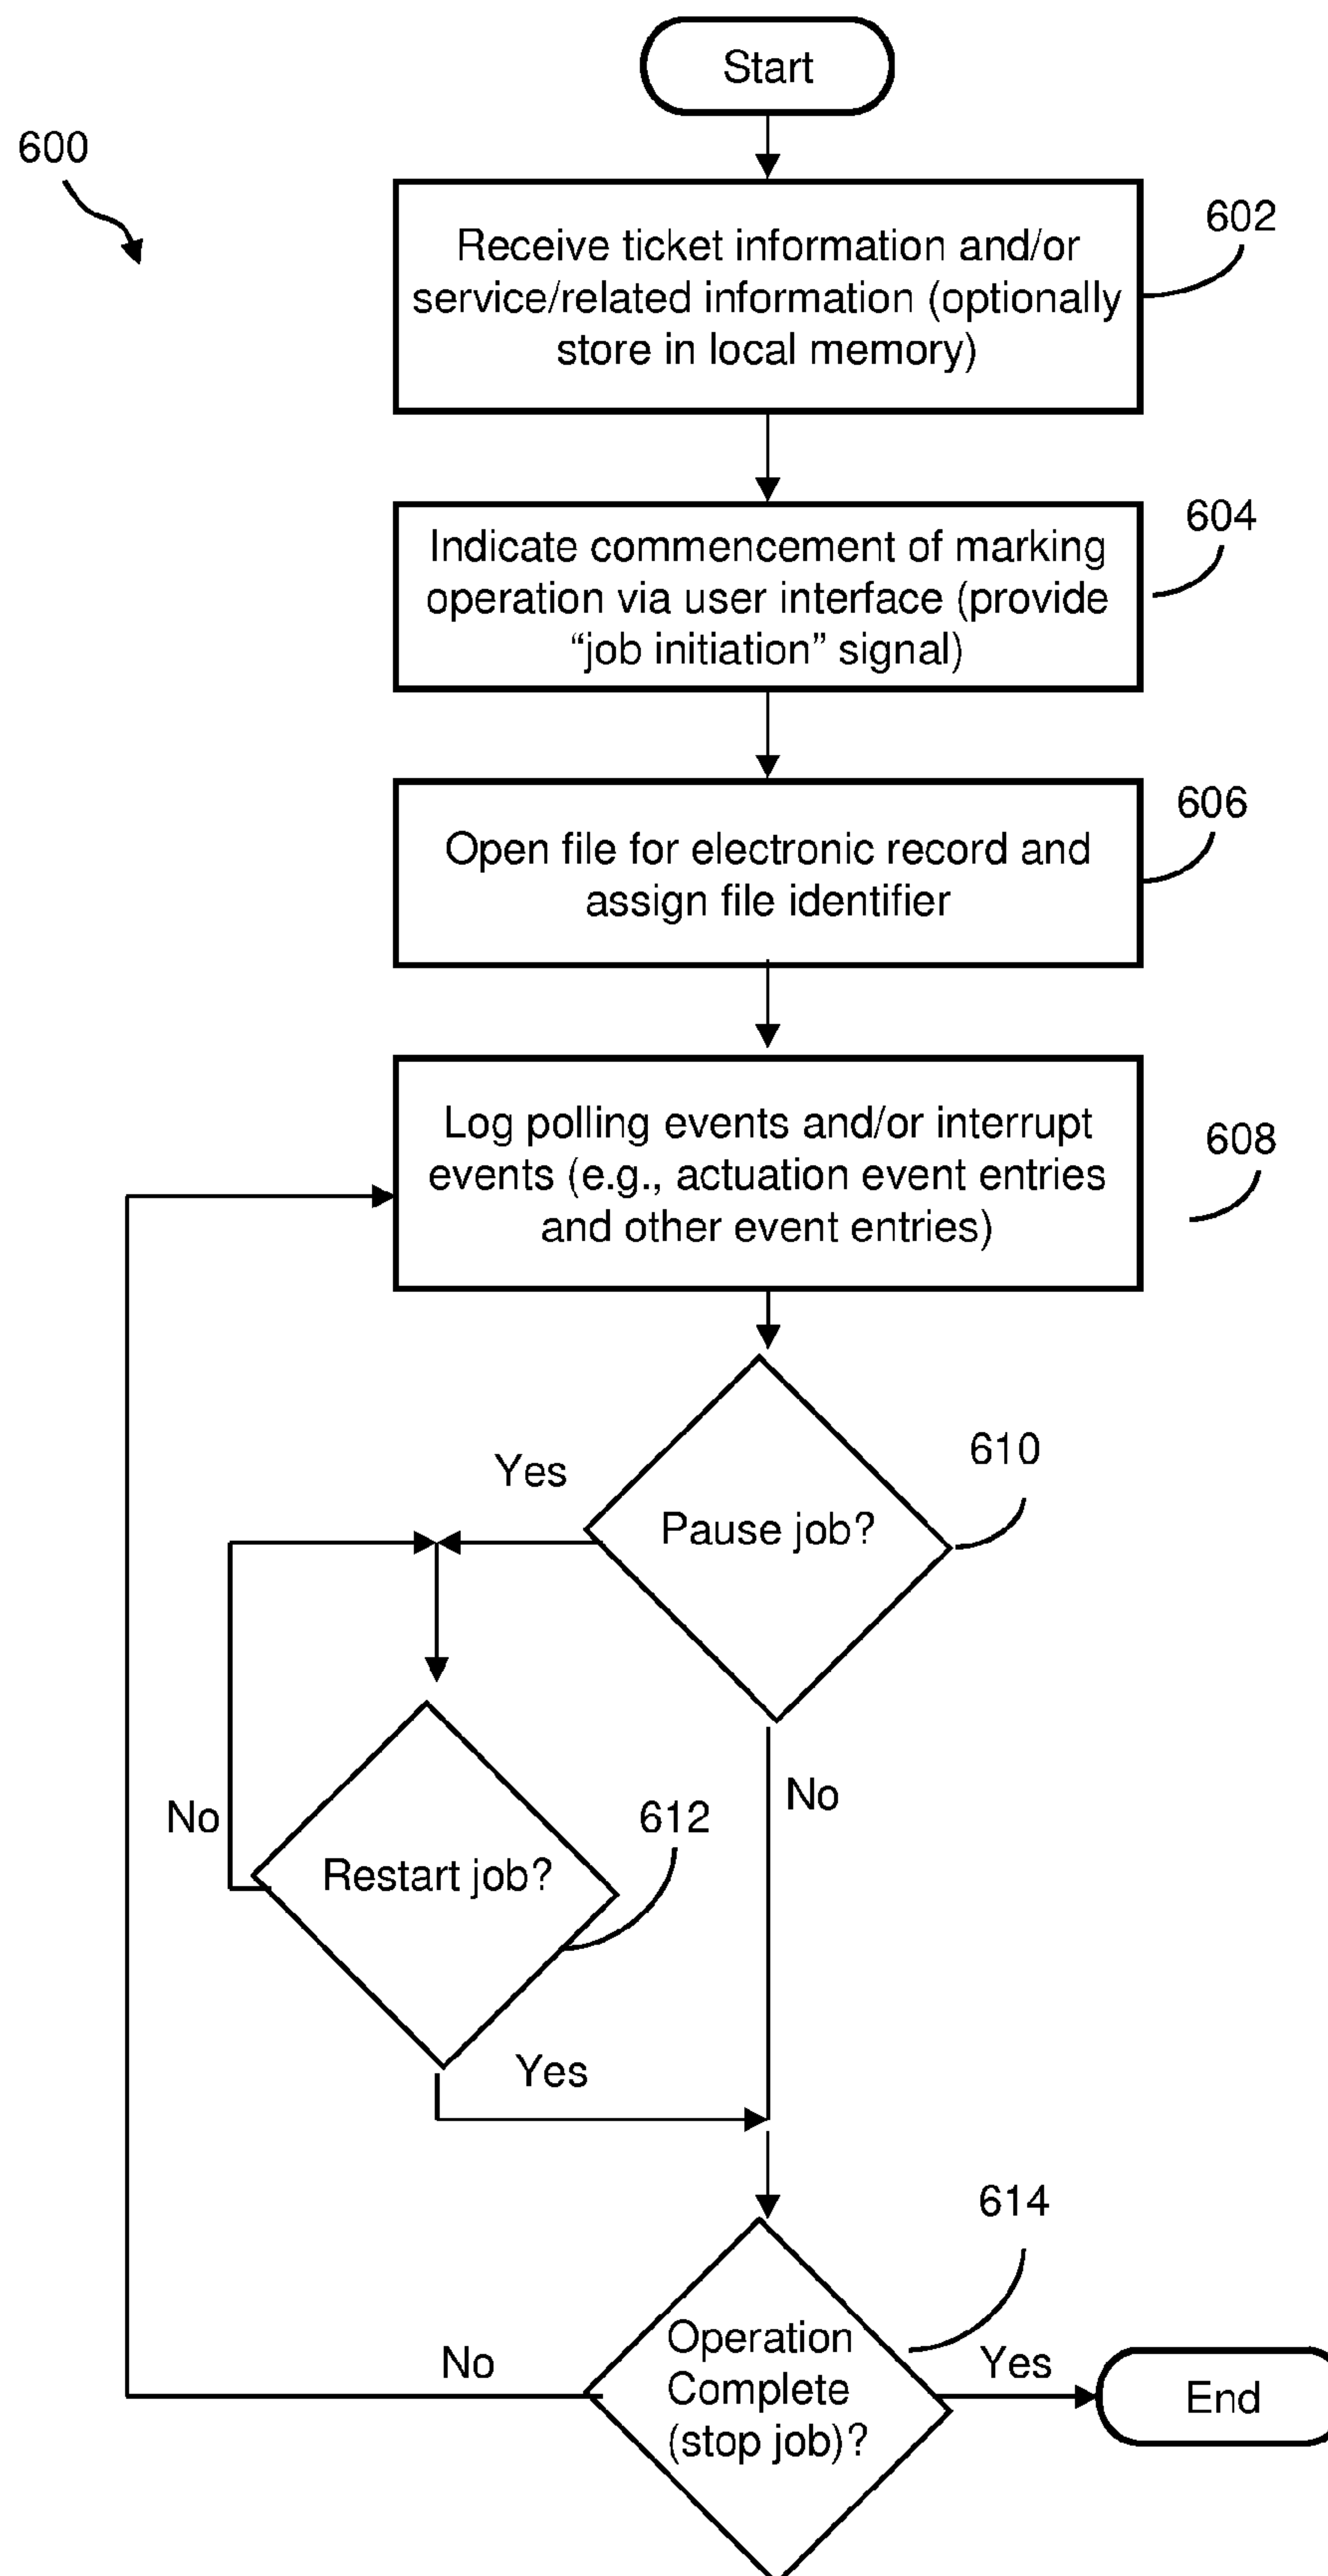 Start
600
602
Receive ticket information and/or
service/related information (optionally
store in local memory)
604
Indicate commencement of marking
operation via user interface (provide
“job initiation” signal)
606
Open file for electronic record and
assign file identifier
608
Log polling events and/or interrupt
events (e.g., actuation event entries
and other event entries)
610
Yes
Pause job?
No
612
No
Restart job?
Yes
614
Operation
Complete
(stop job)?
No
Yes
End